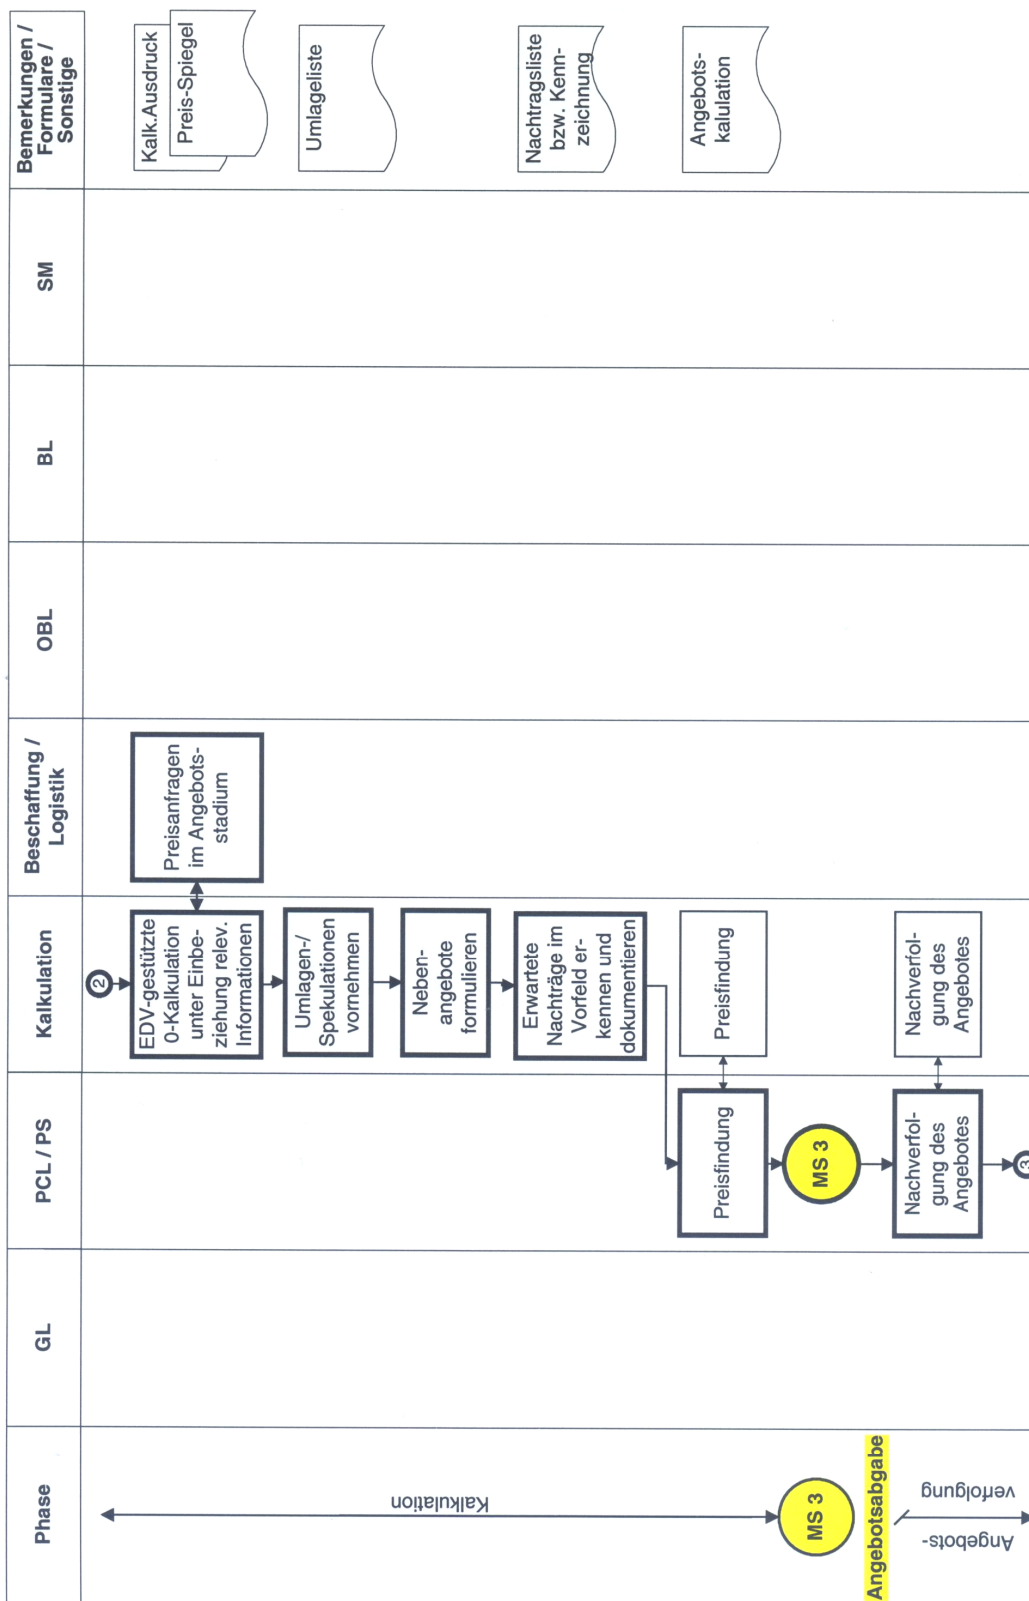 Phase
GL
PCL / PS
Kalkulation
Beschaffung /
Logistik
OBL
BL
SM
Bemerkungen /
Formulare /
Sonstige
Kalkulation
MS 3
Angebotsabgabe
Angebots-
verfolgung
2
EDV-gestützte
0-Kalkulation
unter Einbe-
ziehung relev.
Informationen
Preisanfragen
im Angebots-
stadium
Kalk.Ausdruck
Preis-Spiegel
Umlagen-/
Spekulationen
vornehmen
Umlageliste
Neben-
angebote
formulieren
Erwartete
Nachträge im
Vorfeld er-
kennen und
dokumentieren
Nachtragsliste
bzw. Kenn-
zeichnung
Preisfindung
Preisfindung
Angebots-
kalulation
MS 3
Nachverfol-
gung des
Angebotes
Nachverfol-
gung des
Angebotes
3